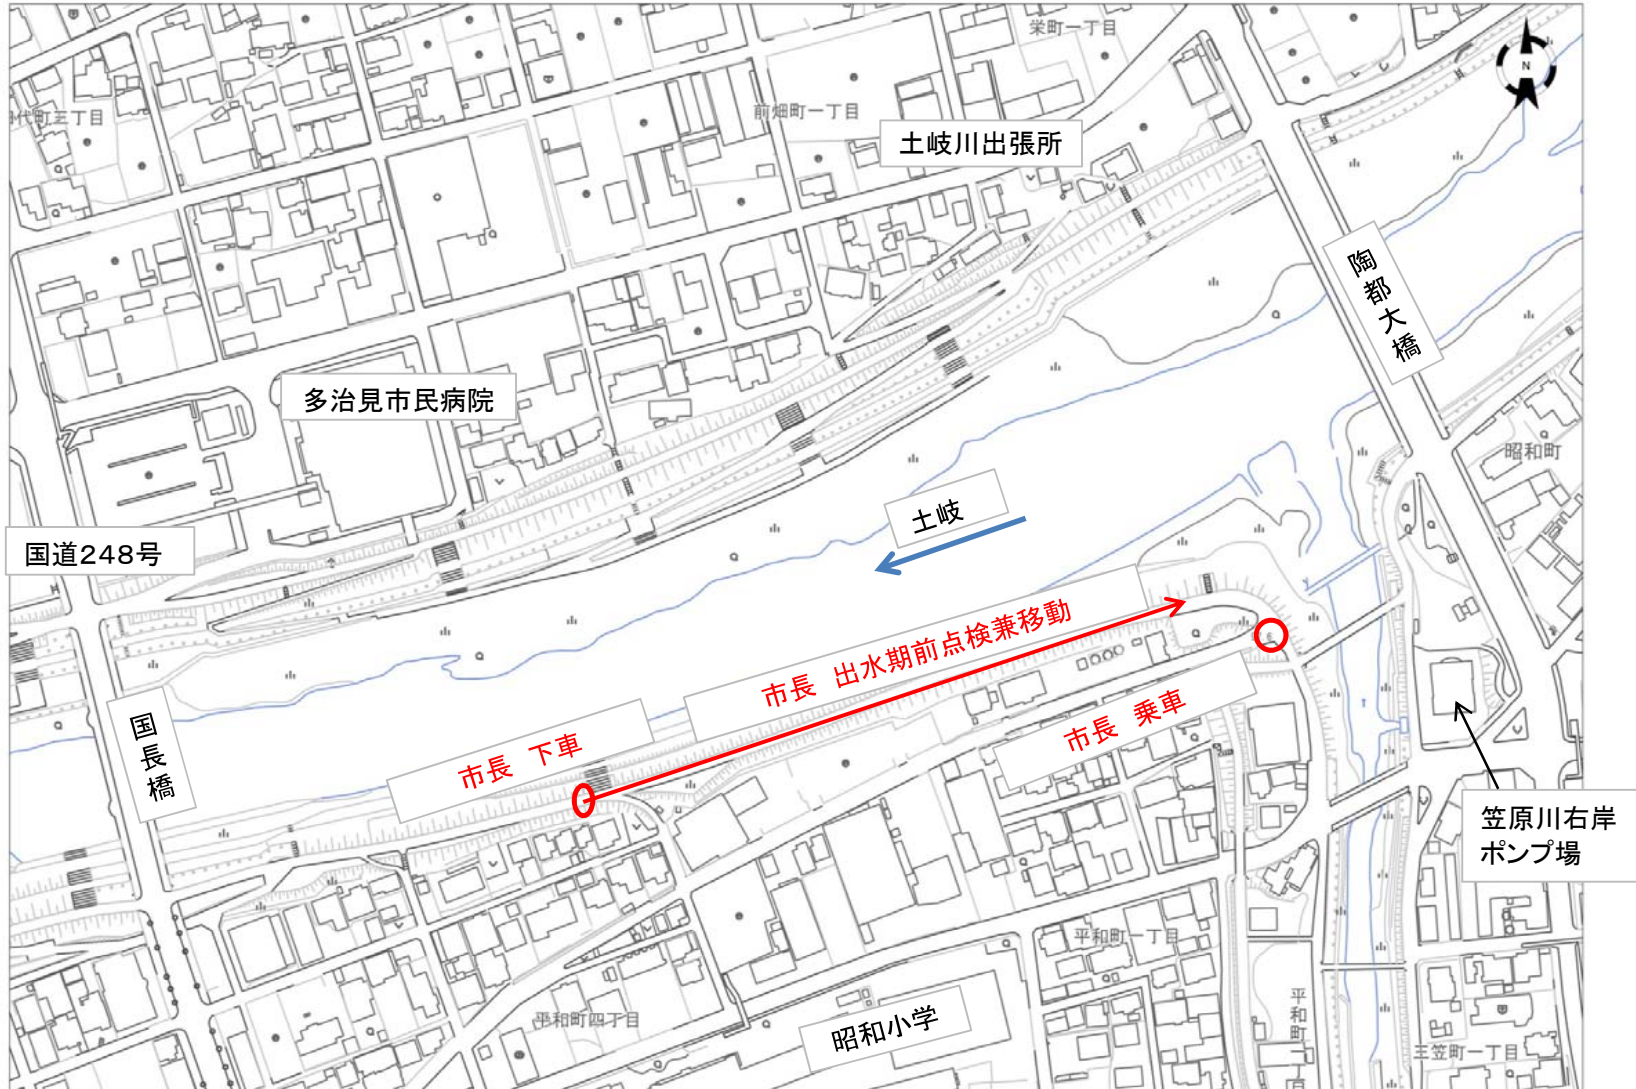 栄町一丁目
N
代町三丁目
前畑町一丁目
土岐川出張所
陶都大橋
多治見市民病院
昭和町
土岐
国道248号
市長 出水期前点検兼移動
市長 乗車
国長橋
市長 下車
笠原川右岸
ポンプ場
平和町一丁目
平和町四丁目
昭和小学
平和町
三笠町一丁目